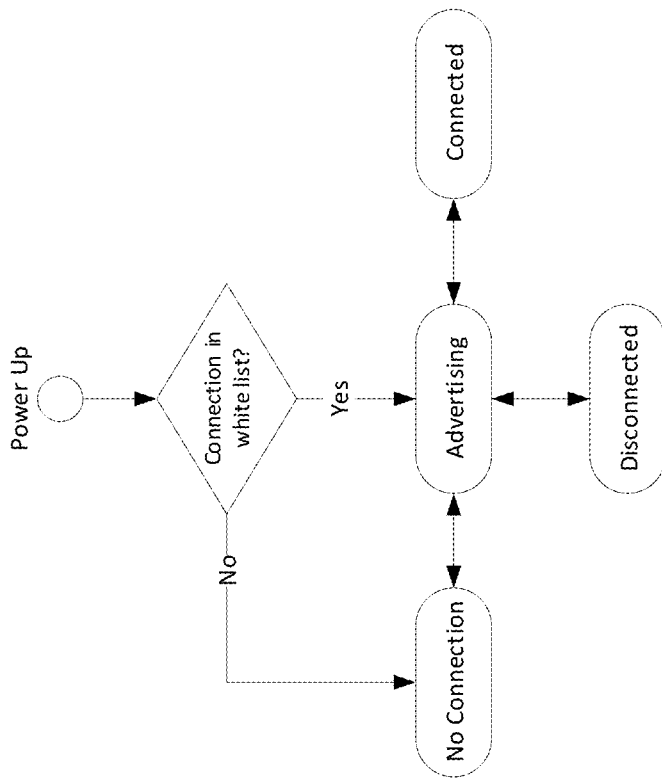 Power Up
Connection in
white list?
No
Yes
No Connection
Advertising
Connected
Disconnected